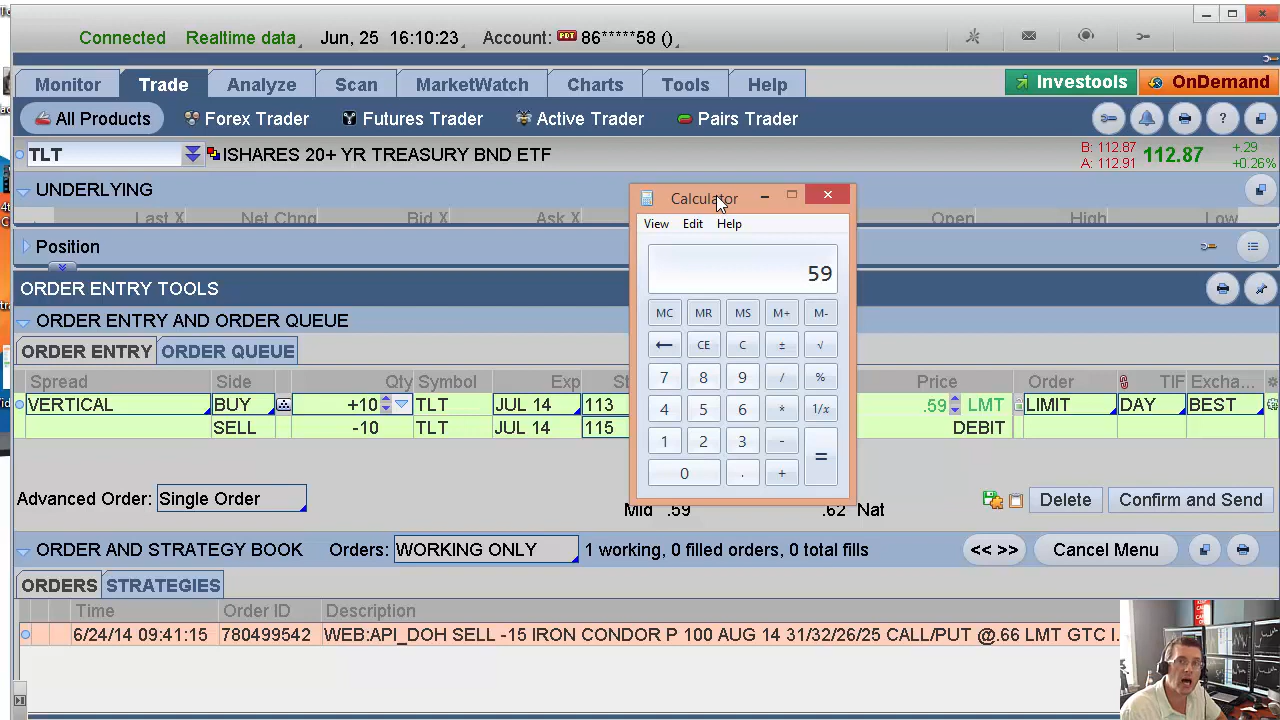 Connected Realtime data Jun, 25 16:10:23 Account: PDT 86*****58 ()
Monitor Trade Analyze Scan MarketWatch Charts Tools Help Investools OnDemand
All Products Forex Trader Futures Trader Active Trader Pairs Trader
TLT ISHARES 20+ YR TREASURY BND ETF B: 112.87 A: 112.91 112.87 +.29 +0.26%
UNDERLYING
Last X Net Chng Bid X Ask X Open High Low
Position
ORDER ENTRY TOOLS
ORDER ENTRY AND ORDER QUEUE
ORDER ENTRY ORDER QUEUE
Spread Side Qty Symbol Exp Price Order TIF Excha...
VERTICAL BUY +10 TLT JUL 14 113 .59 LMT LIMIT DAY BEST
SELL -10 TLT JUL 14 115 DEBIT
Advanced Order: Single Order Delete Confirm and Send
Mid .59 .62 Nat
ORDER AND STRATEGY BOOK Orders: WORKING ONLY 1 working, 0 filled orders, 0 total fills << >> Cancel Menu
ORDERS STRATEGIES
Time Order ID Description
6/24/14 09:41:15 780499542 WEB:API_DOH SELL -15 IRON CONDOR P 100 AUG 14 31/32/26/25 CALL/PUT @.66 LMT GTC I...
Calculator
View Edit Help
59
MC MR MS M+ M-
← CE C ± √
7 8 9 / %
4 5 6 * 1/x
1 2 3 - =
0 . +